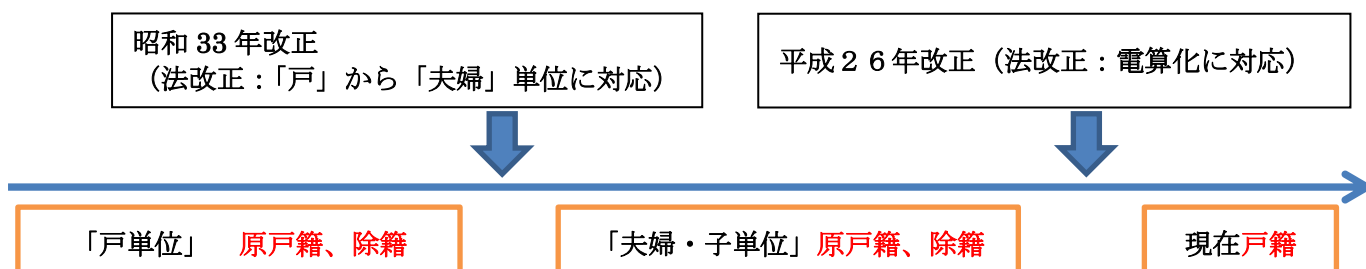 昭和 33 年改正
（法改正：「戸」から「夫婦」単位に対応）
平成２６年改正（法改正：電算化に対応）
「戸単位」　原戸籍、除籍
「夫婦・子単位」原戸籍、除籍
現在戸籍